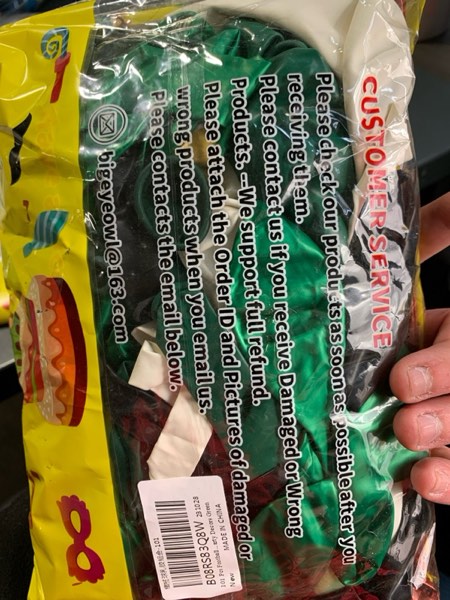 CUSTOMER SERVICE
Please check our products as soon as possible after you
receiving them.
Please contact us if you receive Damaged or Wrong
Products, —We support full refund.
Please attach the Order ID and Pictures of damaged or
wrong products when you email us.
Please contacts the email below.
bigeyeowl@163.com
B08RS83Q8W
MADE IN CHINA
New